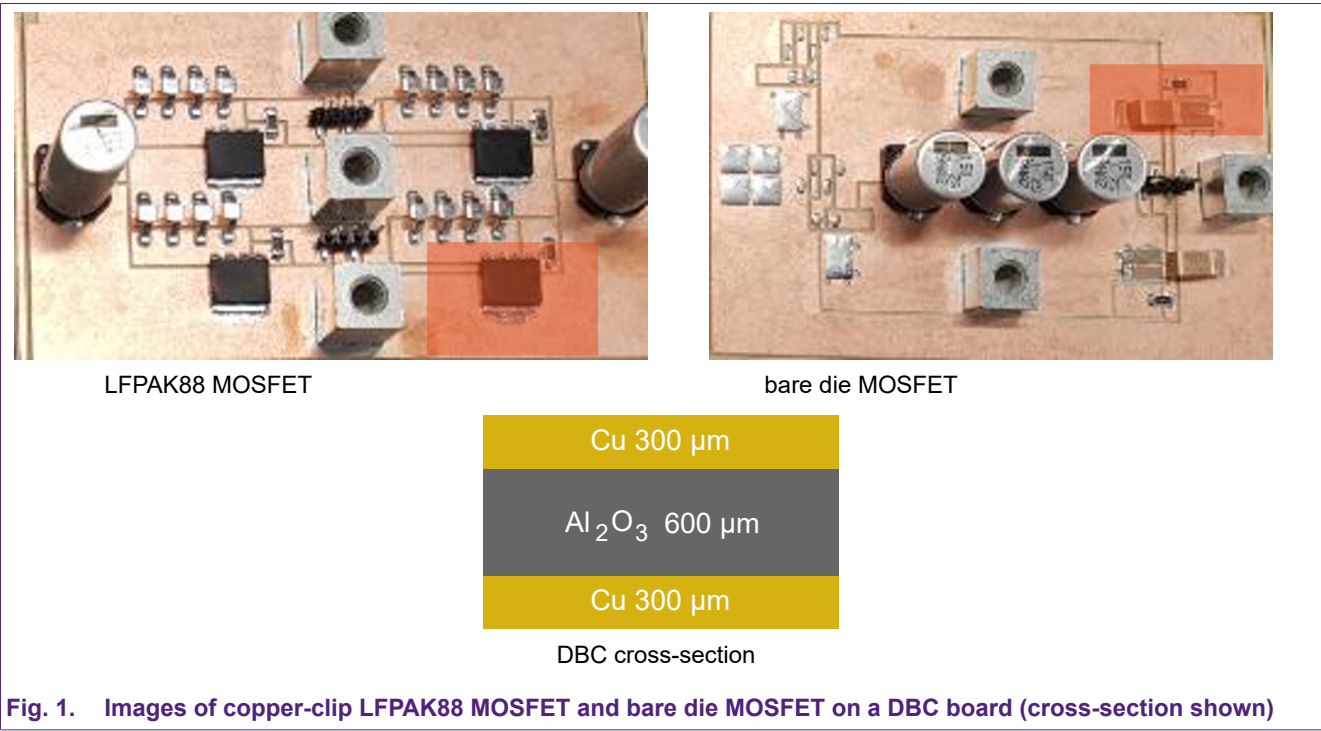 LFPAK88 MOSFET
bare die MOSFET
Cu 300 µm
Al2O3 600 µm
Cu 300 µm
DBC cross-section
Fig. 1. Images of copper-clip LFPAK88 MOSFET and bare die MOSFET on a DBC board (cross-section shown)